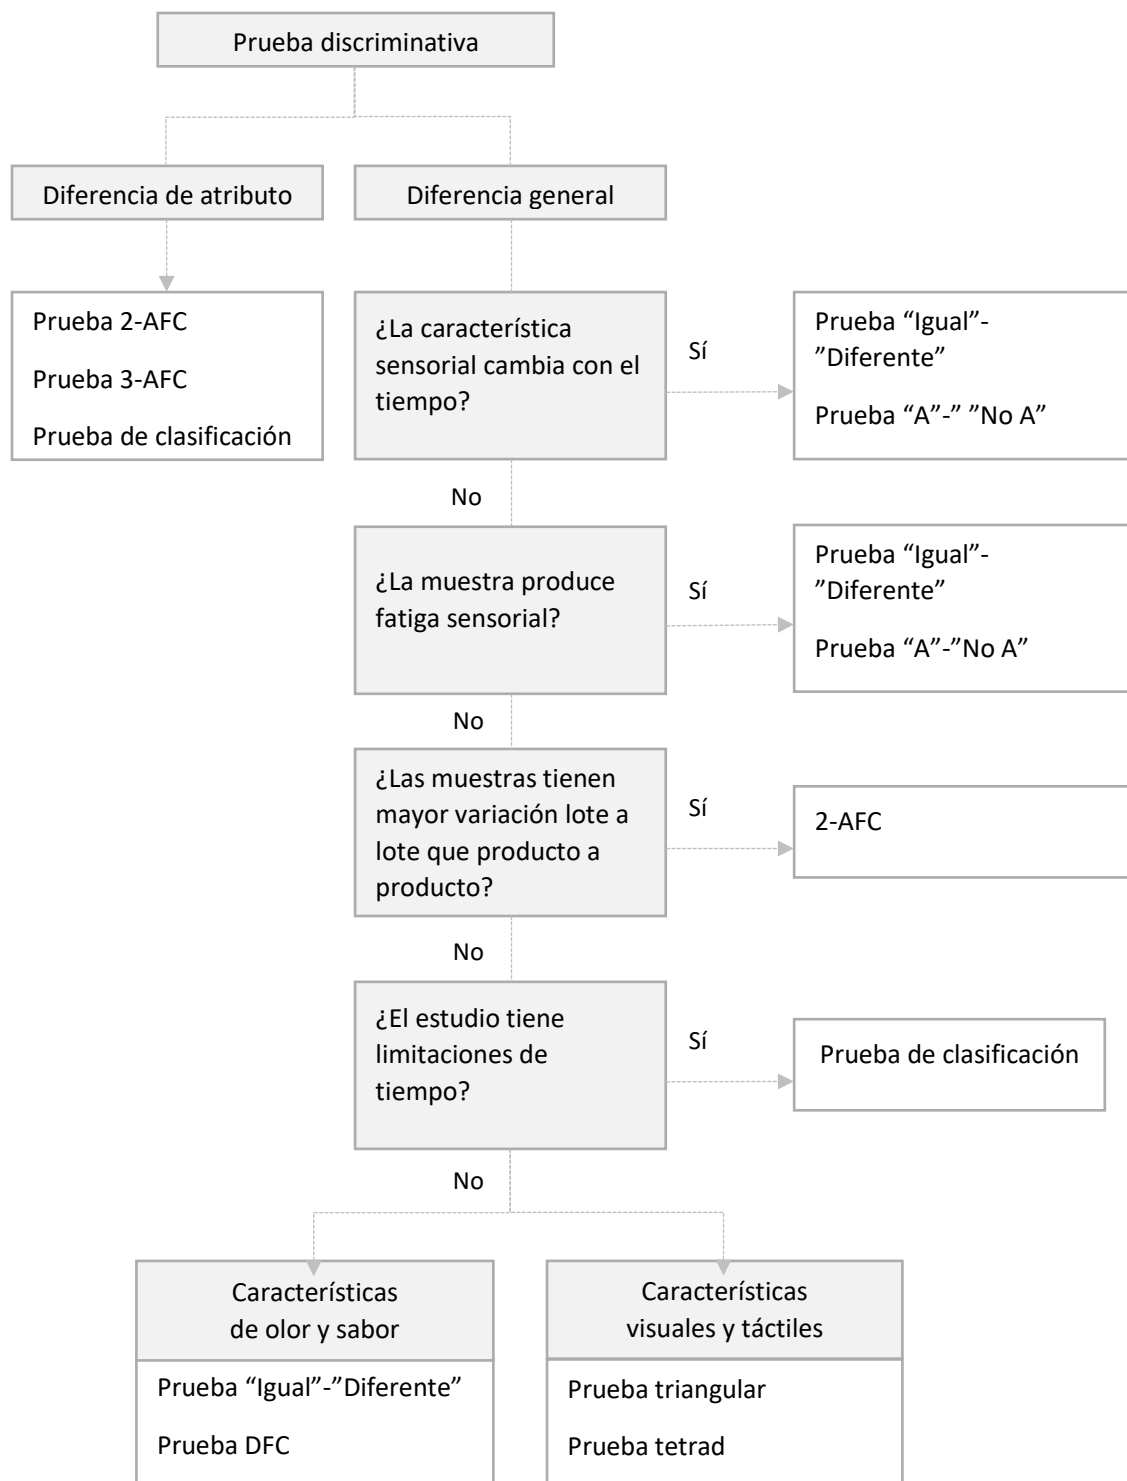 Prueba discriminativa
Diferencia de atributo
Diferencia general
Prueba 2-AFC
Prueba 3-AFC
Prueba de clasificación
¿La característica
sensorial cambia con el
tiempo?
Sí
Prueba “Igual”-
”Diferente”
Prueba “A”-” ”No A”
No
¿La muestra produce
fatiga sensorial?
Sí
Prueba “Igual”-
”Diferente”
Prueba “A”-”No A”
No
¿Las muestras tienen
mayor variación lote a
lote que producto a
producto?
Sí
2-AFC
No
¿El estudio tiene
limitaciones de
tiempo?
Sí
Prueba de clasificación
No
Características
de olor y sabor
Prueba “Igual”-”Diferente”
Prueba DFC
Características
visuales y táctiles
Prueba triangular
Prueba tetrad